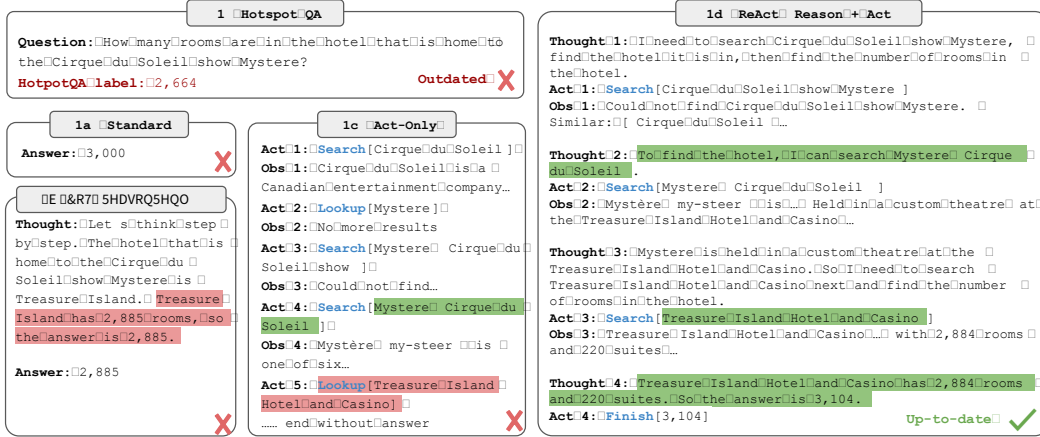 1 Hotspot QA
Question: How many rooms are in the hotel that is home to
the Cirque du Soleil show Mystere?
HotpotQA label: 2,664
Outdated
1a Standard
Answer: 3,000
Thought: Let s think step
by step. The hotel that is
home to the Cirque du
Soleil show Mystere is
Treasure Island. Treasure
Island has 2,885 rooms, so
the answer is 2,885.
Answer: 2,885
1c Act-Only
Act 1: Search[Cirque du Soleil ]
Obs 1: Cirque du Soleil is a
Canadian entertainment company…
Act 2: Lookup[Mystere]
Obs 2: No more results
Act 3: Search[Mystere Cirque du
Soleil show ]
Obs 3: Could not find…
Act 4: Search[Mystere Cirque du
Soleil ]
Obs 4: Mystère my-steer is
one of six…
Act 5: Lookup[Treasure Island
Hotel and Casino]
…… end without answer
1d ReAct Reason + Act
Thought 1: I need to search Cirque du Soleil show Mystere,
find the hotel it is in, then find the number of rooms in
the hotel.
Act 1: Search[Cirque du Soleil show Mystere ]
Obs 1: Could not find Cirque du Soleil show Mystere.
Similar: [ Cirque du Soleil …
Thought 2: To find the hotel, I can search Mystere Cirque
du Soleil .
Act 2: Search[Mystere Cirque du Soleil ]
Obs 2: Mystère my-steer is … Held in a custom theatre at
the Treasure Island Hotel and Casino…
Thought 3: Mystere is held in a custom theatre at the
Treasure Island Hotel and Casino. So I need to search
Treasure Island Hotel and Casino next and find the number
of rooms in the hotel.
Act 3: Search[Treasure Island Hotel and Casino ]
Obs 3: Treasure Island Hotel and Casino … with 2,884 rooms
and 220 suites …
Thought 4: Treasure Island Hotel and Casino has 2,884 rooms
and 220 suites. So the answer is 3,104.
Act 4: Finish[3,104]
Up-to-date